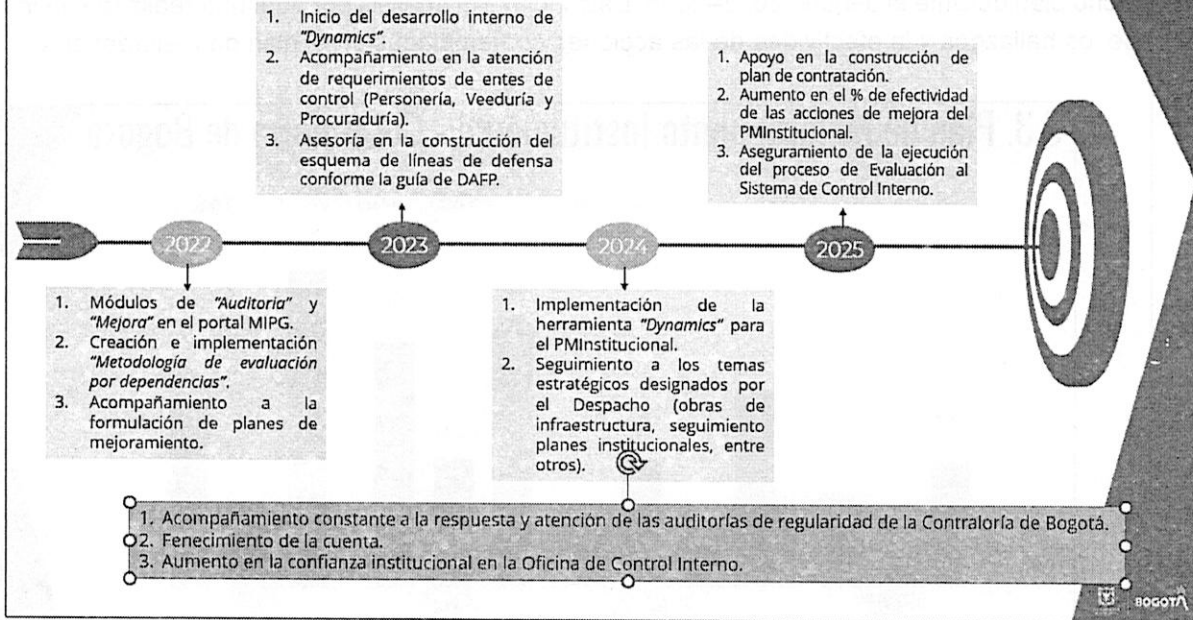 1. Inicio del desarrollo interno de
"Dynamics".
2. Acompañamiento en la atención
de requerimientos de entes de
control (Personería, Veeduría y
Procuraduría).
3. Asesoría en la construcción del
esquema de líneas de defensa
conforme la guía de DAFP.
1. Apoyo en la construcción de
plan de contratación.
2. Aumento en el % de efectividad
de las acciones de mejora del
PMInstitucional.
3. Aseguramiento de la ejecución
del proceso de Evaluación al
Sistema de Control Interno.
2022
2023
2024
2025
1. Módulos de "Auditoria" y
"Mejora" en el portal MIPG.
2. Creación e implementación
"Metodología de evaluación
por dependencias".
3. Acompañamiento a la
formulación de planes de
mejoramiento.
1. Implementación de la
herramienta "Dynamics" para
el PMInstitucional.
2. Seguimiento a los temas
estratégicos designados por
el Despacho (obras de
infraestructura, seguimiento
planes institucionales, entre
otros).
1. Acompañamiento constante a la respuesta y atención de las auditorías de regularidad de la Contraloría de Bogotá.
2. Fenecimiento de la cuenta.
3. Aumento en la confianza institucional en la Oficina de Control Interno.
BOGOTÁ